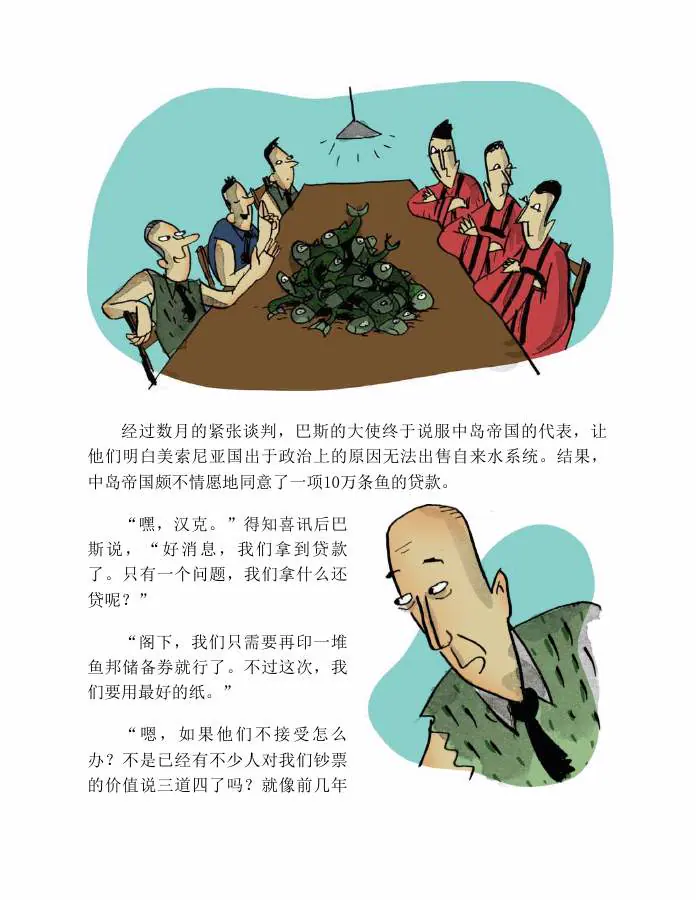 经过数月的紧张谈判，巴斯的大使终于说服中岛帝国的代表，让
他们明白美索尼亚国出于政治上的原因无法出售自来水系统。结果，
中岛帝国颇不情愿地同意了一项10万条鱼的贷款。
“嘿，汉克。”得知喜讯后巴
斯说，“好消息，我们拿到贷款
了。只有一个问题，我们拿什么还
贷呢？”
“阁下，我们只需要再印一堆
鱼邦储备券就行了。不过这次，我
们要用最好的纸。”
“嗯，如果他们不接受怎么
办？不是已经有不少人对我们钞票
的价值说三道四了吗？就像前几年